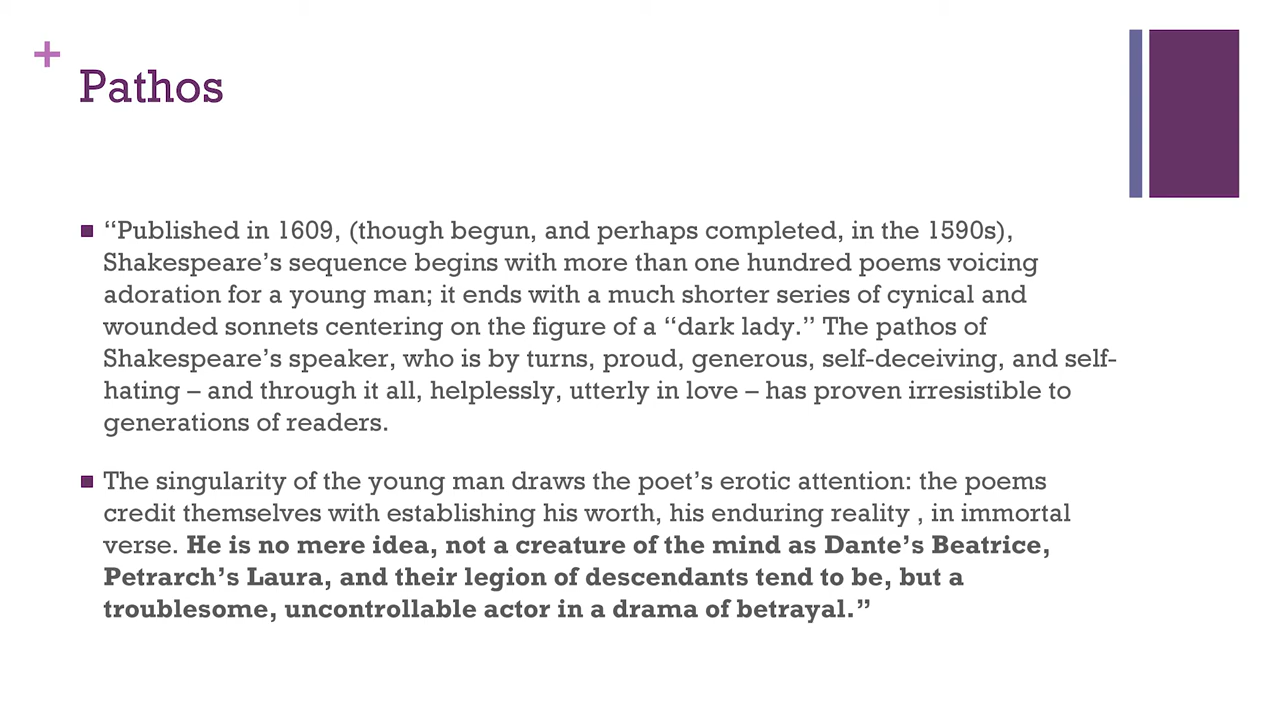 +
Pathos
■ “Published in 1609, (though begun, and perhaps completed, in the 1590s),
Shakespeare’s sequence begins with more than one hundred poems voicing
adoration for a young man; it ends with a much shorter series of cynical and
wounded sonnets centering on the figure of a “dark lady.” The pathos of
Shakespeare’s speaker, who is by turns, proud, generous, self-deceiving, and self-
hating – and through it all, helplessly, utterly in love – has proven irresistible to
generations of readers.
■ The singularity of the young man draws the poet’s erotic attention: the poems
credit themselves with establishing his worth, his enduring reality , in immortal
verse. He is no mere idea, not a creature of the mind as Dante’s Beatrice,
Petrarch’s Laura, and their legion of descendants tend to be, but a
troublesome, uncontrollable actor in a drama of betrayal.”